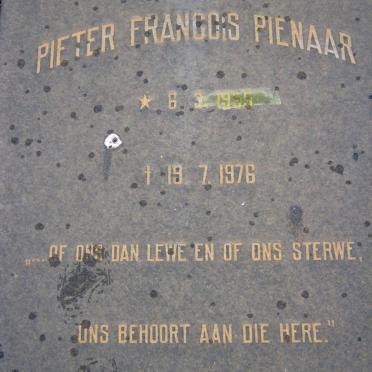 PIETER FRANCOIS PIENAAR
★ 6. 3.
† 19. 7. 1976
„... OF ONS DAN LEWE EN OF ONS STERWE,
ONS BEHOORT AAN DIE HERE."